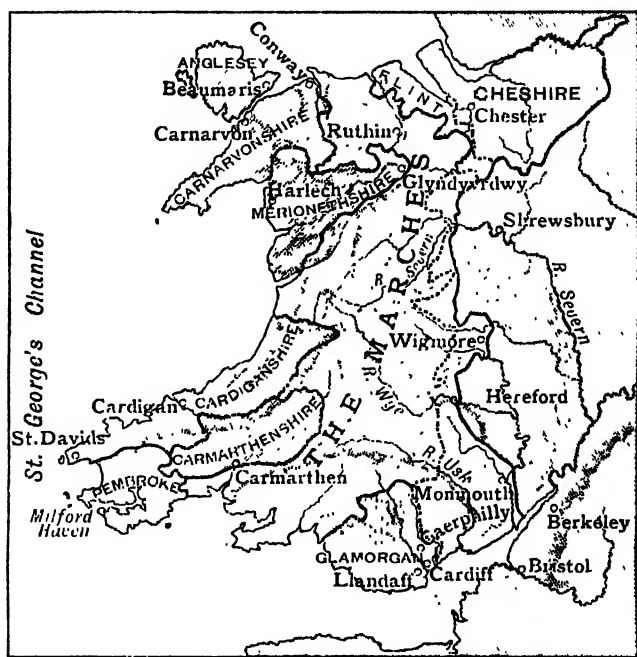 ANGLESEY
Beaumaris
Conway
FLINT
CHESHIRE
Chester
Carnarvon
CARNARVONSHIRE
Ruthin
Harlech
MERIONETHSHIRE
Glyndyvrdwy
Shrewsbury
R. Severn
R. Severn
THE MARCHES
St. George's Channel
Wigmore
R. Wye
Hereford
CARDIGANSHIRE
Cardigan
St. Davids
CARMARTHENSHIRE
Carmarthen
PEMBROKE
Milford
Haven
R. Usk
Monmouth
Caerphilly
GLAMORGAN
Llandaff
Cardiff
Berkeley
Bristol